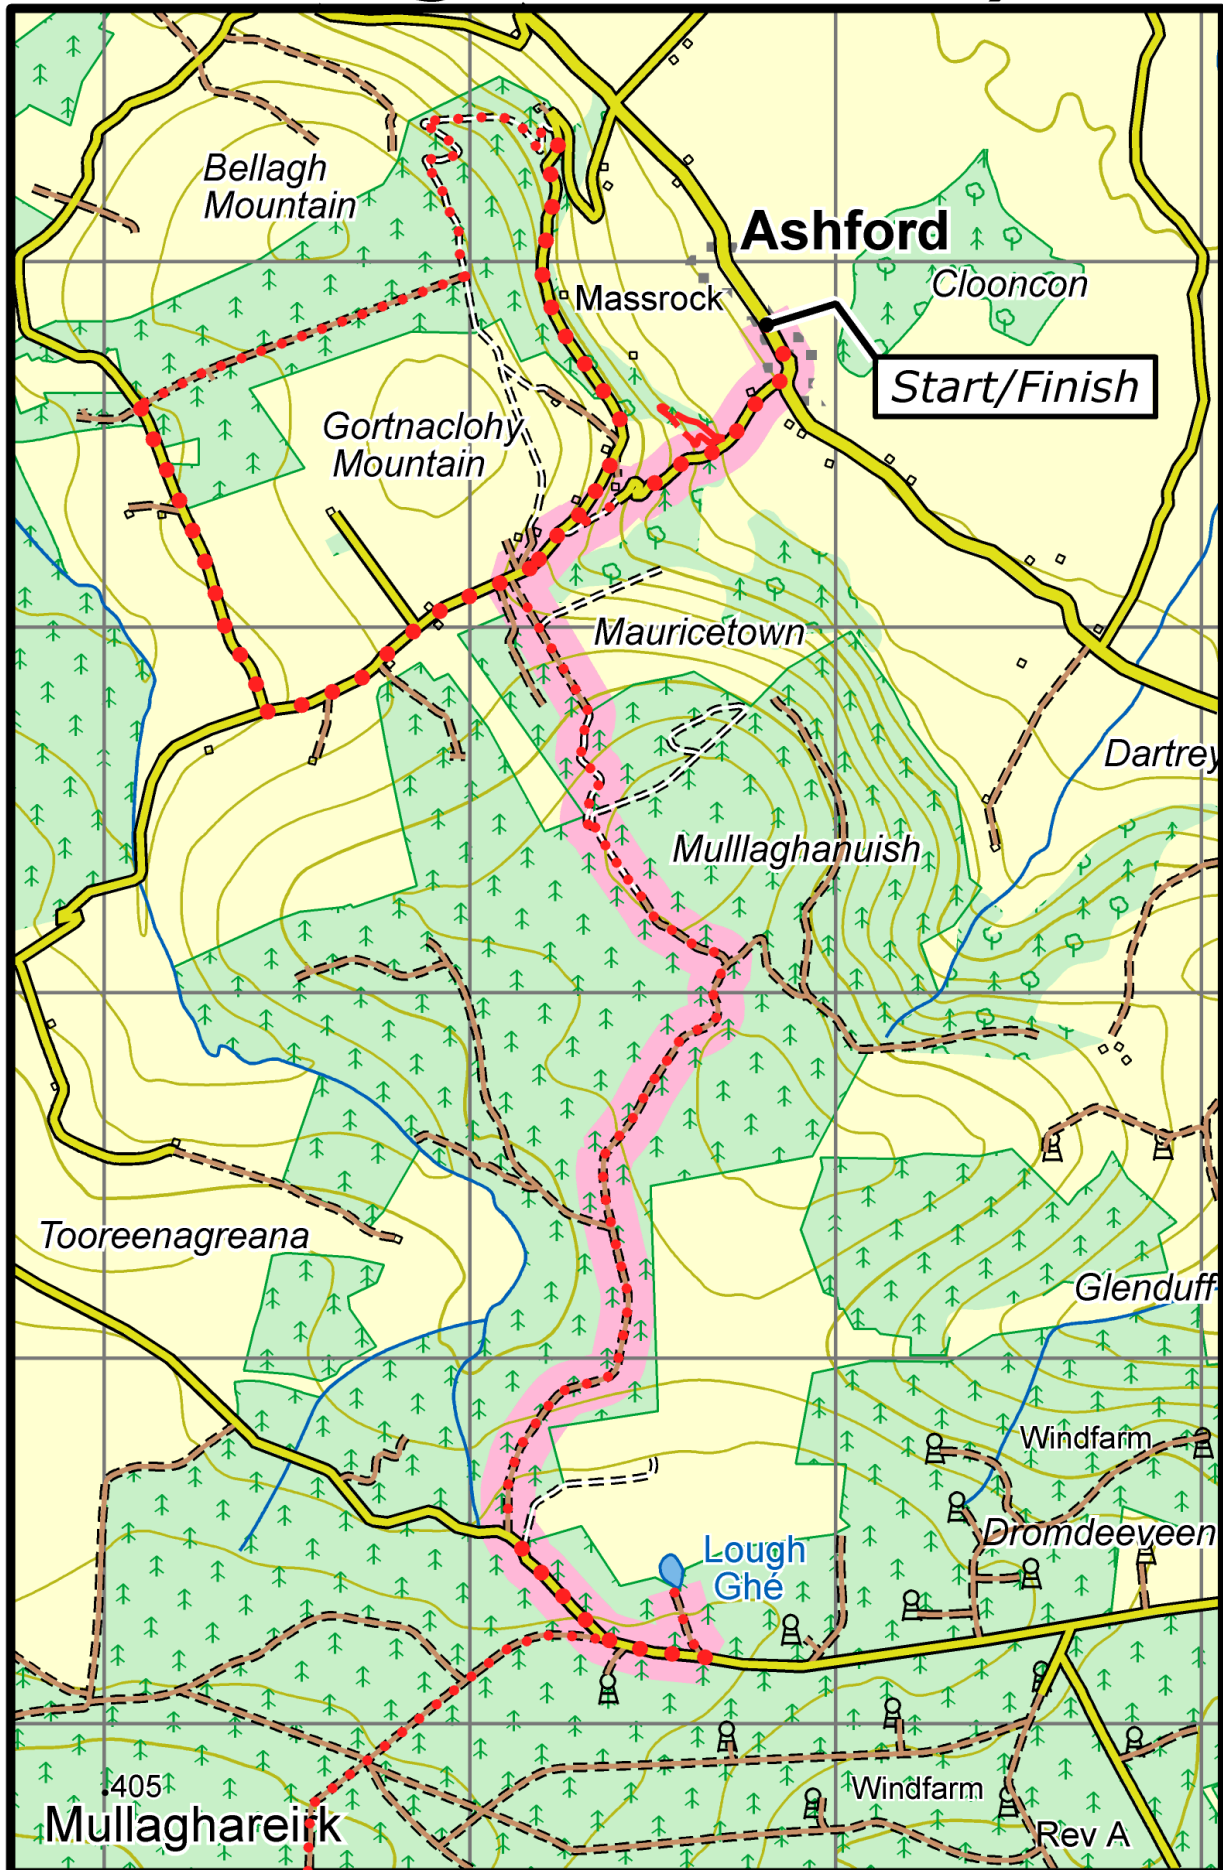 Bellagh
Mountain
Ashford
Clooncon
Massrock
Start/Finish
Gortnaclohy
Mountain
Mauricetown
Dartrey
Mulllaghanuish
Tooreenagreana
Glenduff
Windfarm
Lough
Ghé
Dromdeeveen
.405
Windfarm
Mullaghareirk
Rev A